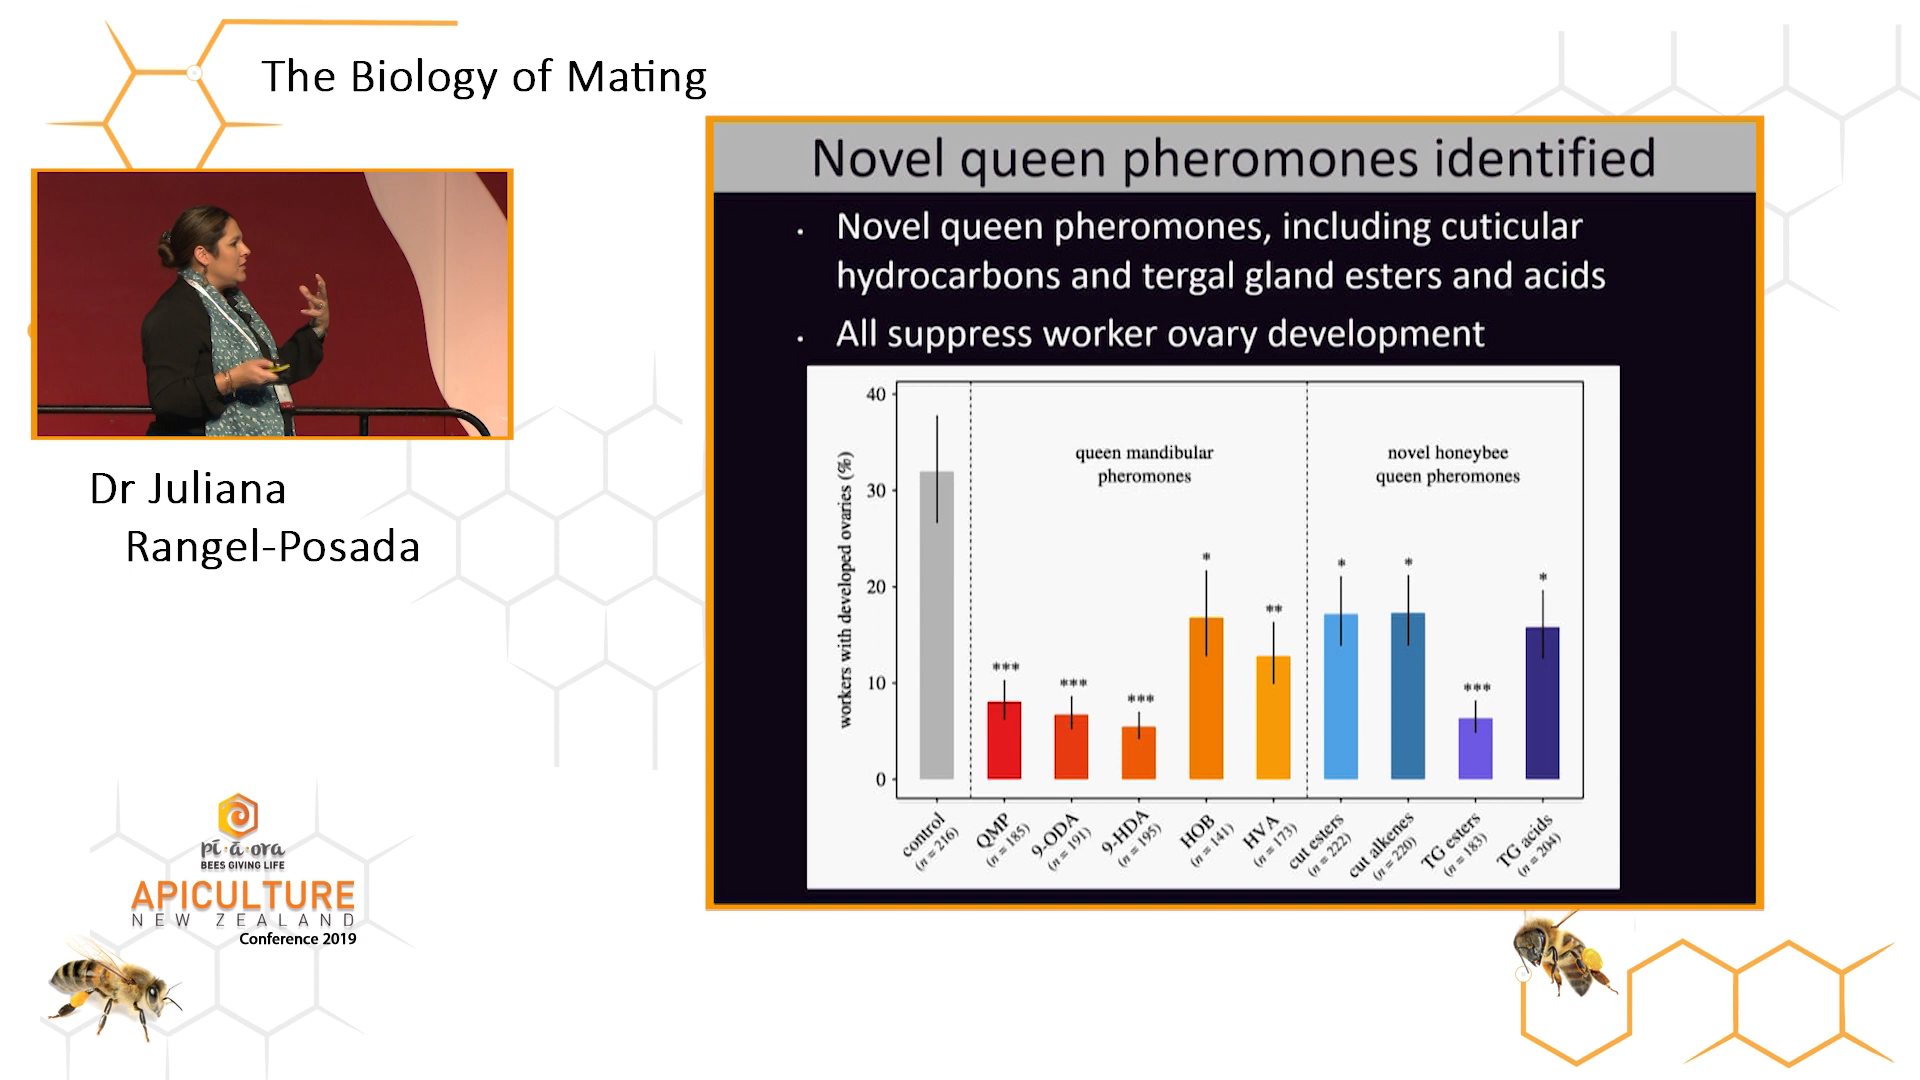 The Biology of Mating
Novel queen pheromones identified
• Novel queen pheromones, including cuticular
hydrocarbons and tergal gland esters and acids
• All suppress worker ovary development
workers with developed ovaries (%)
40
30
20
10
0
queen mandibular
pheromones
novel honeybee
queen pheromones
***
***
***
*
**
*
*
***
*
control
(n = 216)
QMP
(n = 185)
9-ODA
(n = 191)
9-HDA
(n = 195)
HOB
(n = 141)
HVA
(n = 173)
cut esters
(n = 222)
cut alkenes
(n = 220)
TG esters
(n = 183)
TG acids
(n = 204)
Dr Juliana
Rangel-Posada
pī·ā·ora
BEES GIVING LIFE
APICULTURE
NEW ZEALAND
Conference 2019